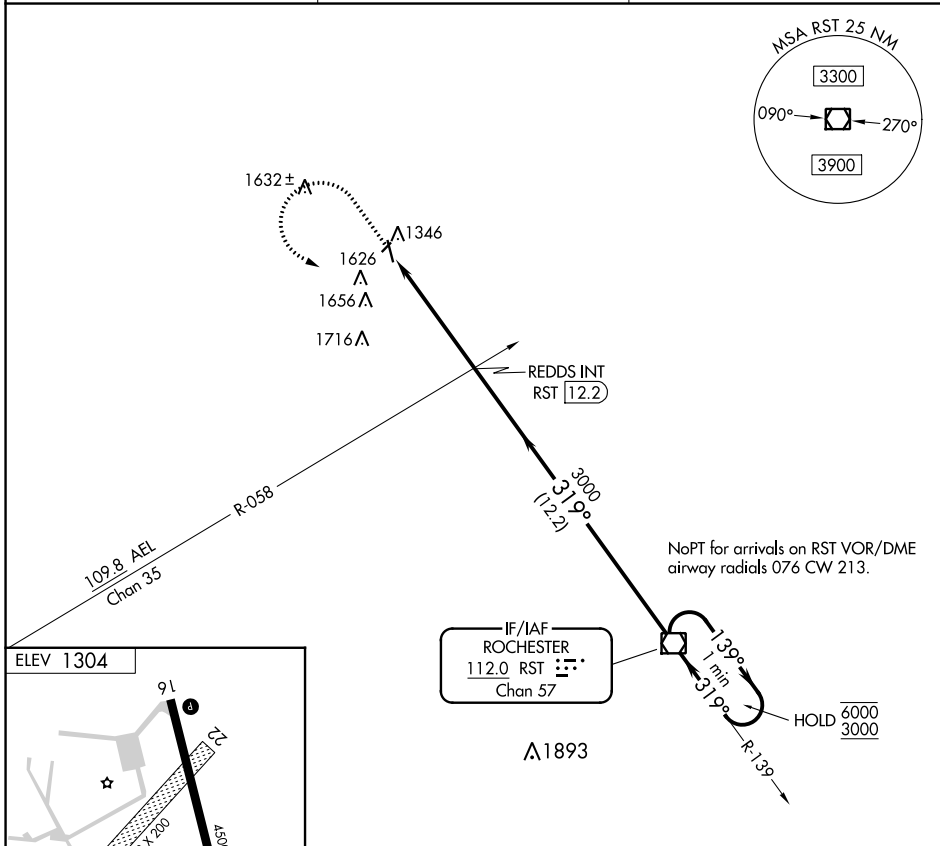 MSA RST 25 NM
3300
090°
270°
3900
1632 ±
1346
1626
1656
1716
REDDS INT
RST 12.2
3000
319°
(12.2)
R-058
109.8 AEL
Chan 35
NoPT for arrivals on RST VOR/DME
airway radials 076 CW 213.
IF/IAF
ROCHESTER
112.0 RST
Chan 57
139°
1 min
319°
HOLD 6000
3000
R-139
1893
ELEV 1304
16
P
22
X 200